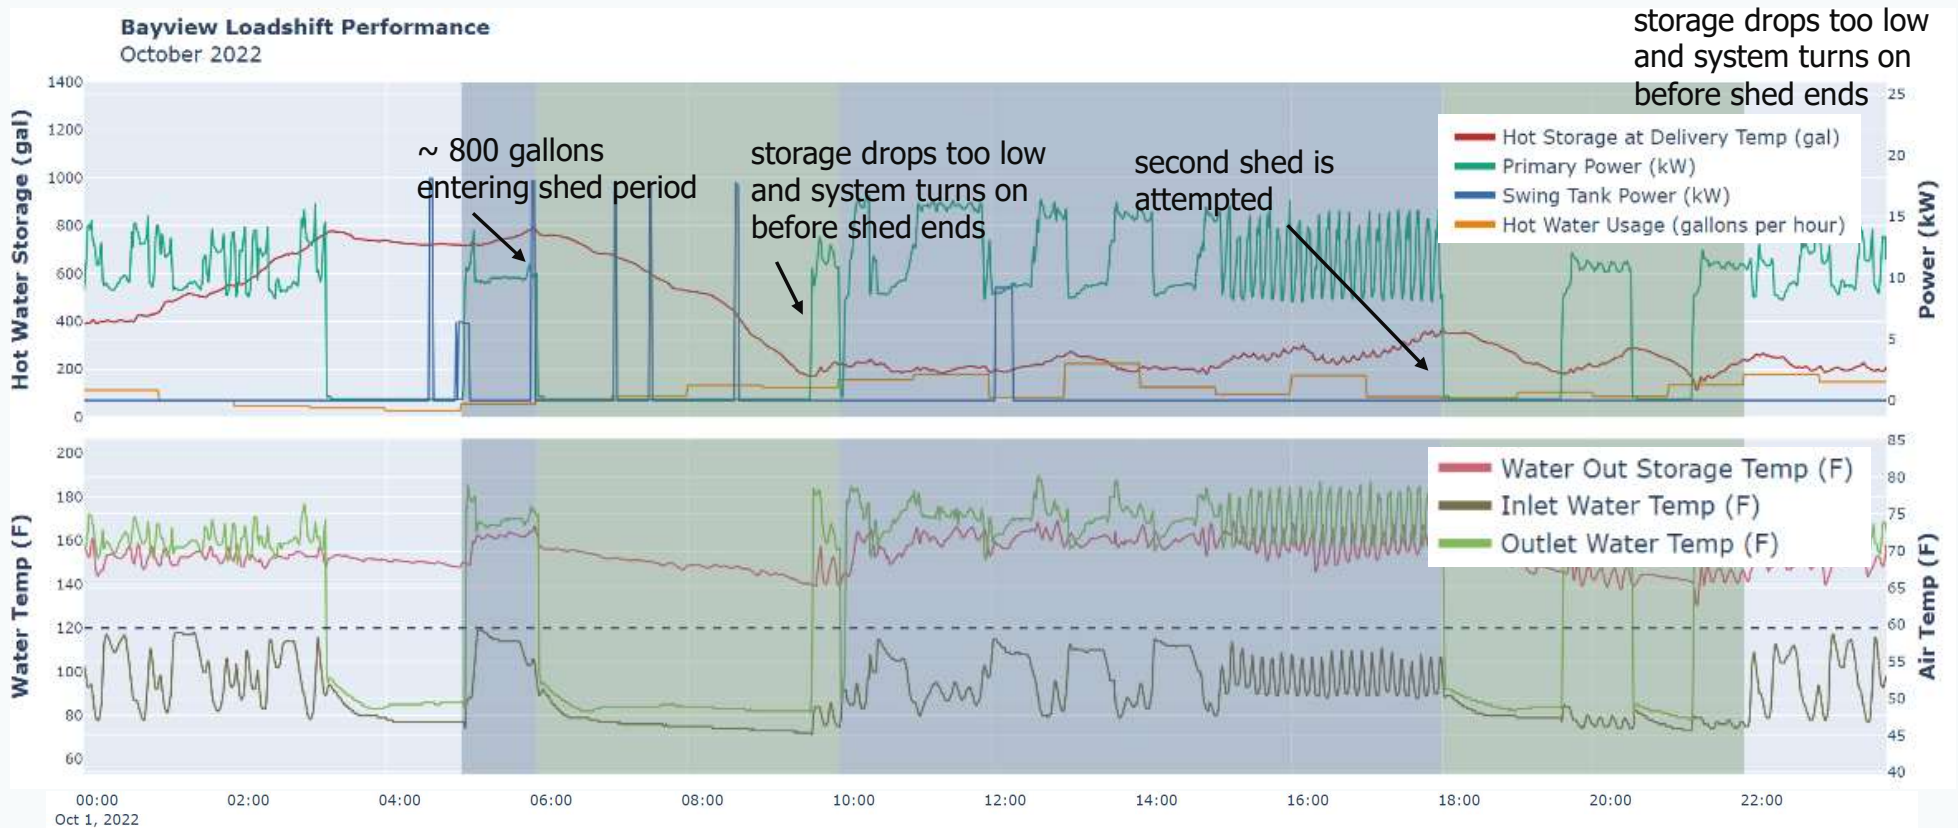 Bayview Loadshift Performance
October 2022
storage drops too low
and system turns on
before shed ends
~ 800 gallons
entering shed period
storage drops too low
and system turns on
before shed ends
second shed is
attempted
Hot Storage at Delivery Temp (gal)
Primary Power (kW)
Swing Tank Power (kW)
Hot Water Usage (gallons per hour)
Hot Water Storage (gal)
1400
1200
1000
800
600
400
200
0
Power (kW)
25
20
15
10
5
0
Water Out Storage Temp (F)
Inlet Water Temp (F)
Outlet Water Temp (F)
Water Temp (F)
200
180
160
140
120
100
80
60
Air Temp (F)
85
80
75
70
65
60
55
50
45
40
00:00 02:00 04:00 06:00 08:00 10:00 12:00 14:00 16:00 18:00 20:00 22:00
Oct 1, 2022